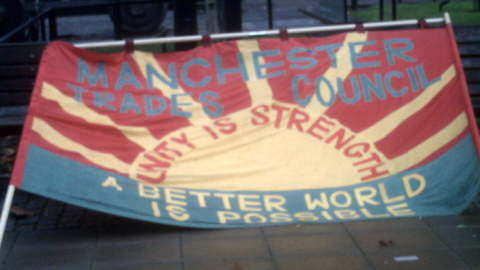 MANCHESTER
TRADES COUNCIL
UNITY IS STRENGTH
A BETTER WORLD
IS POSSIBLE